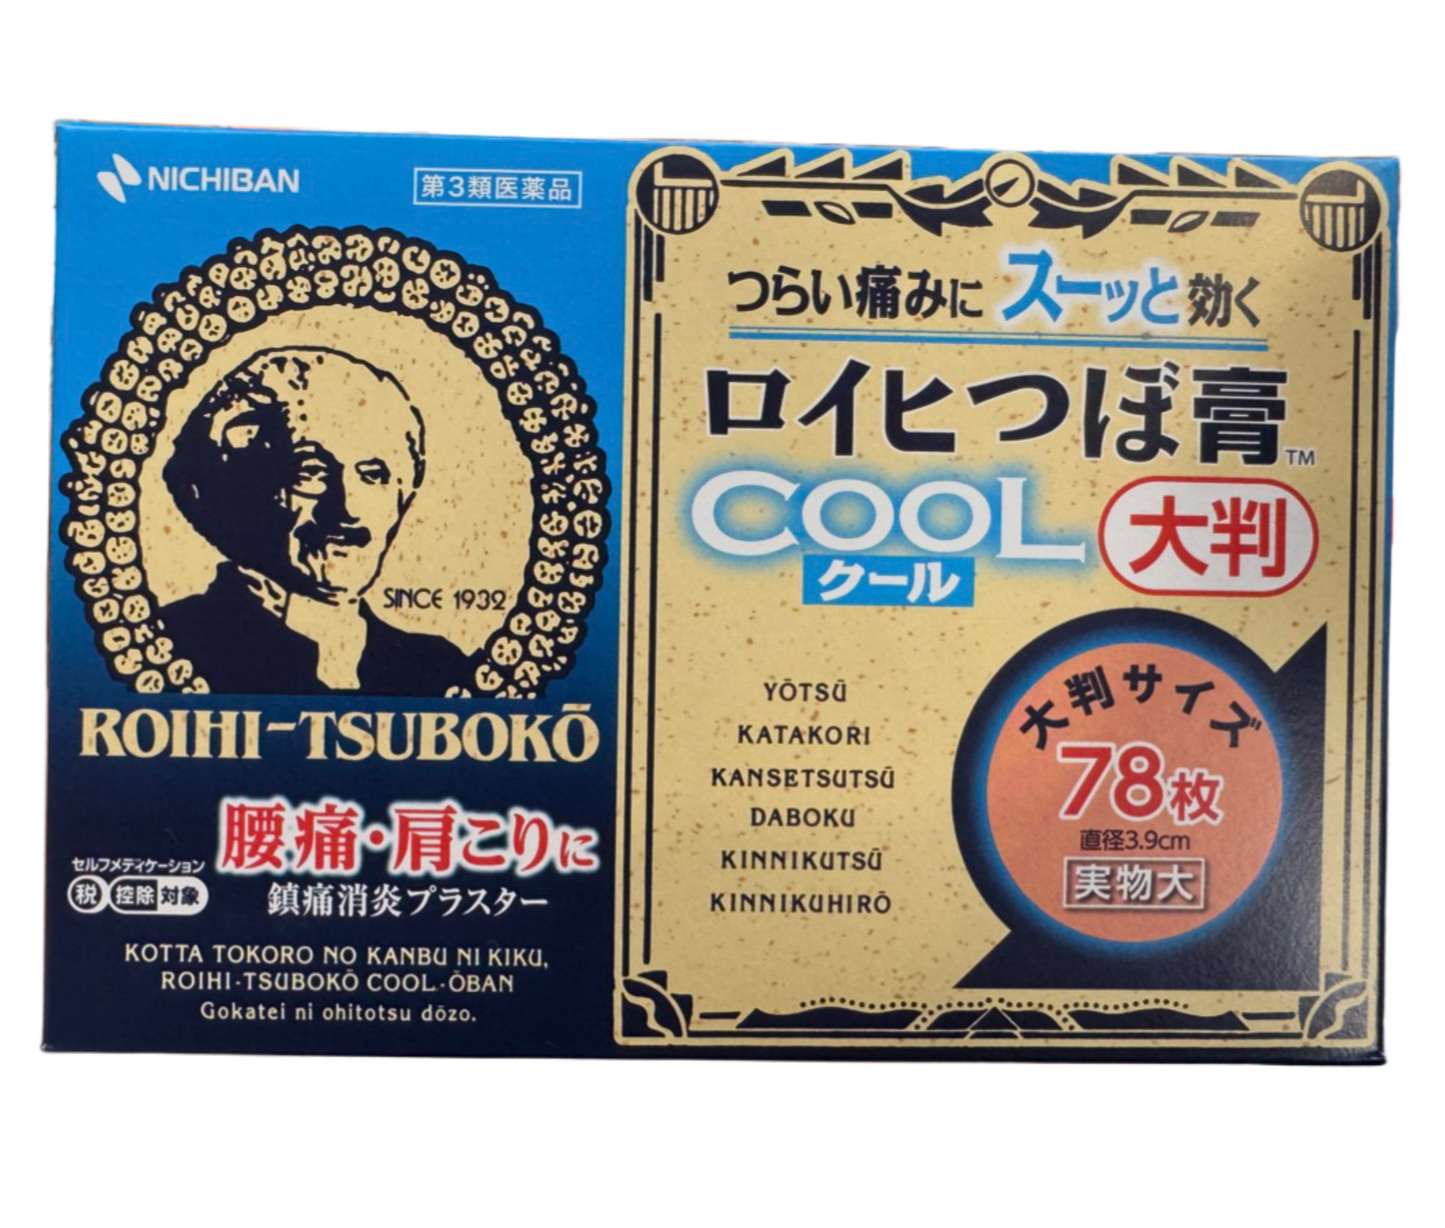 NICHIBAN
第3類医薬品
SINCE 1932
ROIHI-TSUBOKŌ
腰痛・肩こりに
鎮痛消炎プラスター
セルフメディケーション
税 控除 対象
KOTTA TOKORO NO KANBU NI KIKU,
ROIHI-TSUBOKŌ COOL-ŌBAN
Gokatei ni ohitotsu dōzo.
つらい痛みにスーッと効く
ロイヒつぼ膏™
COOL 大判
クール
YŌTSŪ
KATAKORI
KANSETSUTSŪ
DABOKU
KINNIKUTSŪ
KINNIKUHIRŌ
大判サイズ
78枚
直径3.9cm
実物大